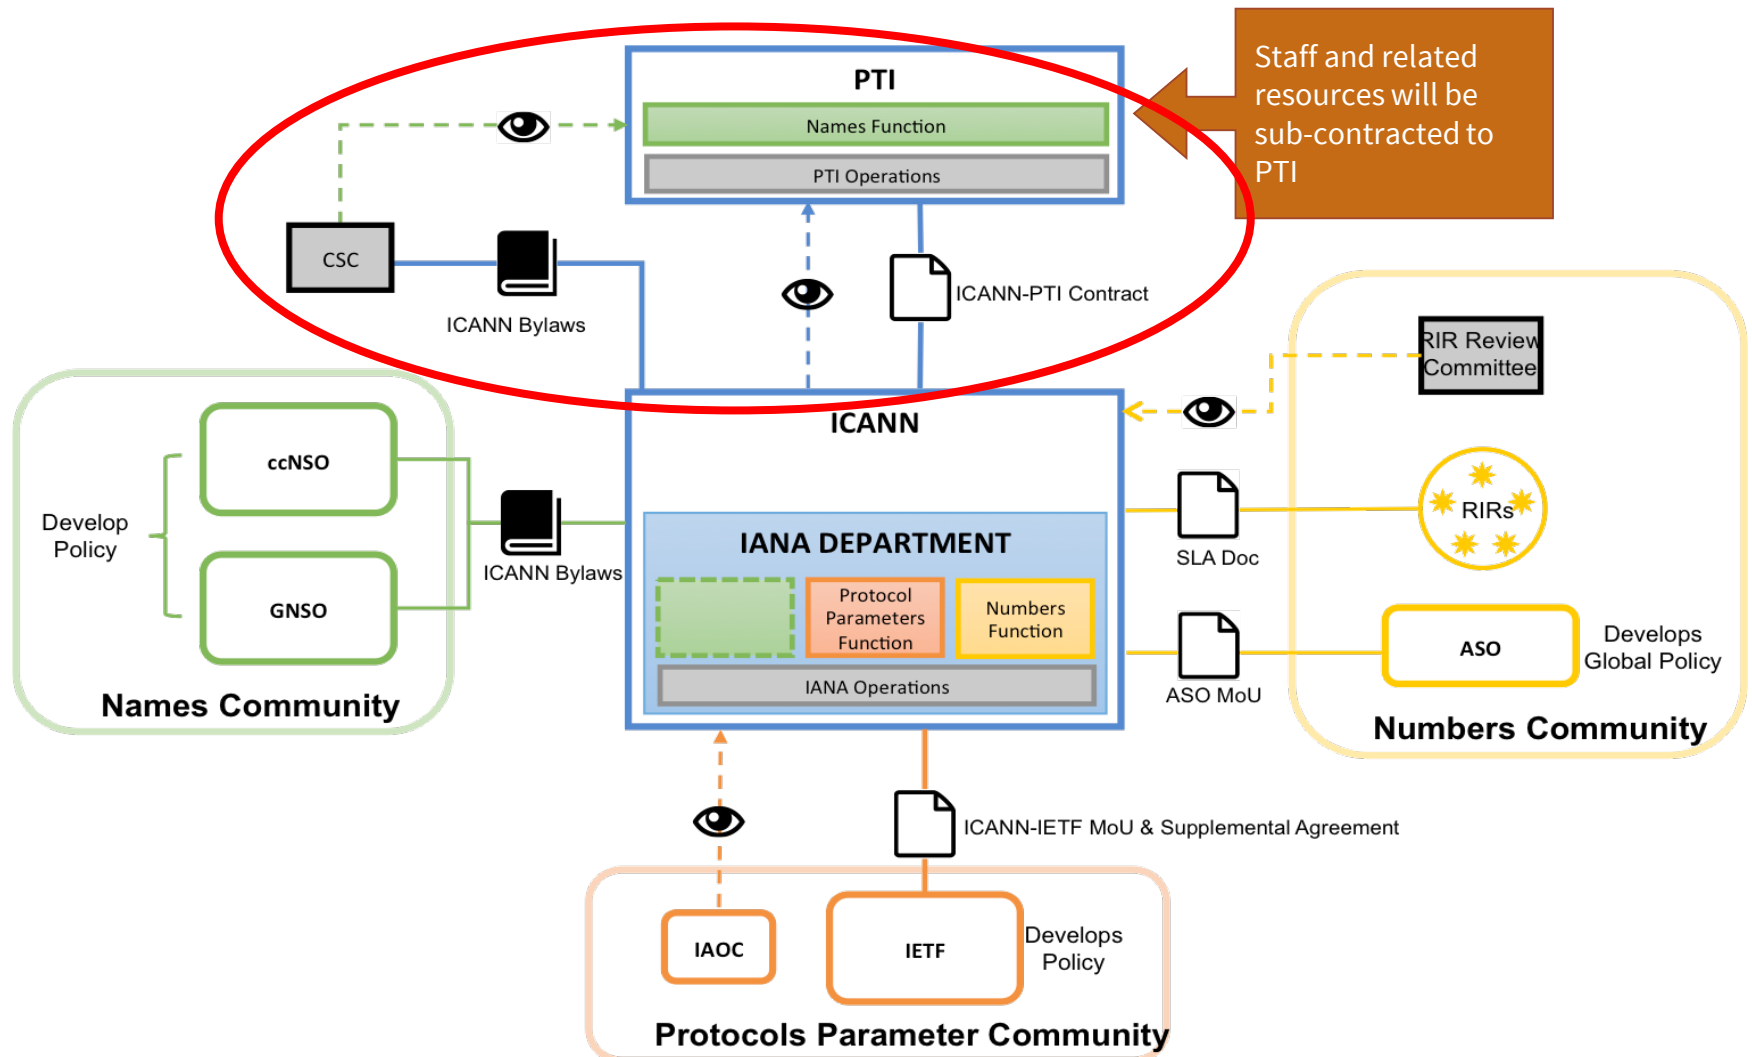 PTI
Names Function
PTI Operations
Staff and related
resources will be
sub-contracted to
PTI
CSC
ICANN Bylaws
ICANN-PTI Contract
RIR Review
Committee
ICANN
ccNSO
Develop
Policy
GNSO
ICANN Bylaws
Names Community
IANA DEPARTMENT
Protocol
Parameters
Function
Numbers
Function
IANA Operations
SLA Doc
RIRs
ASO MoU
ASO
Develops
Global Policy
Numbers Community
ICANN-IETF MoU & Supplemental Agreement
IAOC
IETF
Develops
Policy
Protocols Parameter Community